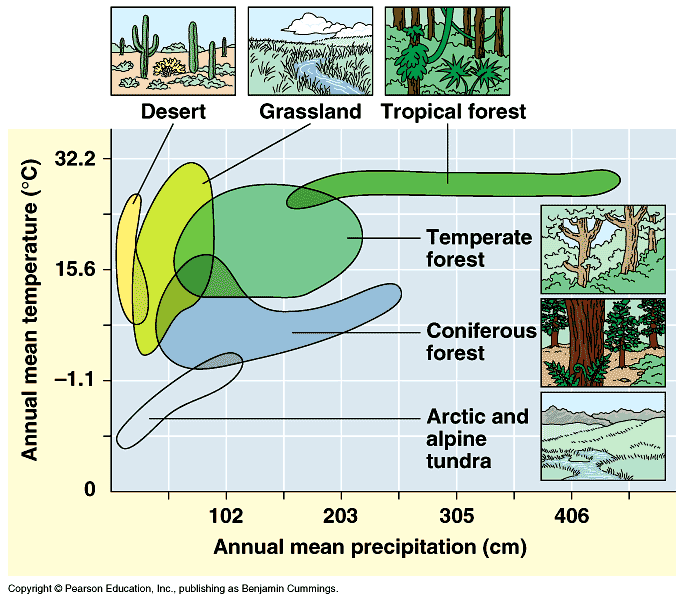 Desert
Grassland
Tropical forest
Annual mean temperature (°C)
32.2
15.6
–1.1
0
Temperate
forest
Coniferous
forest
Arctic and
alpine
tundra
102
203
305
406
Annual mean precipitation (cm)
Copyright © Pearson Education, Inc., publishing as Benjamin Cummings.